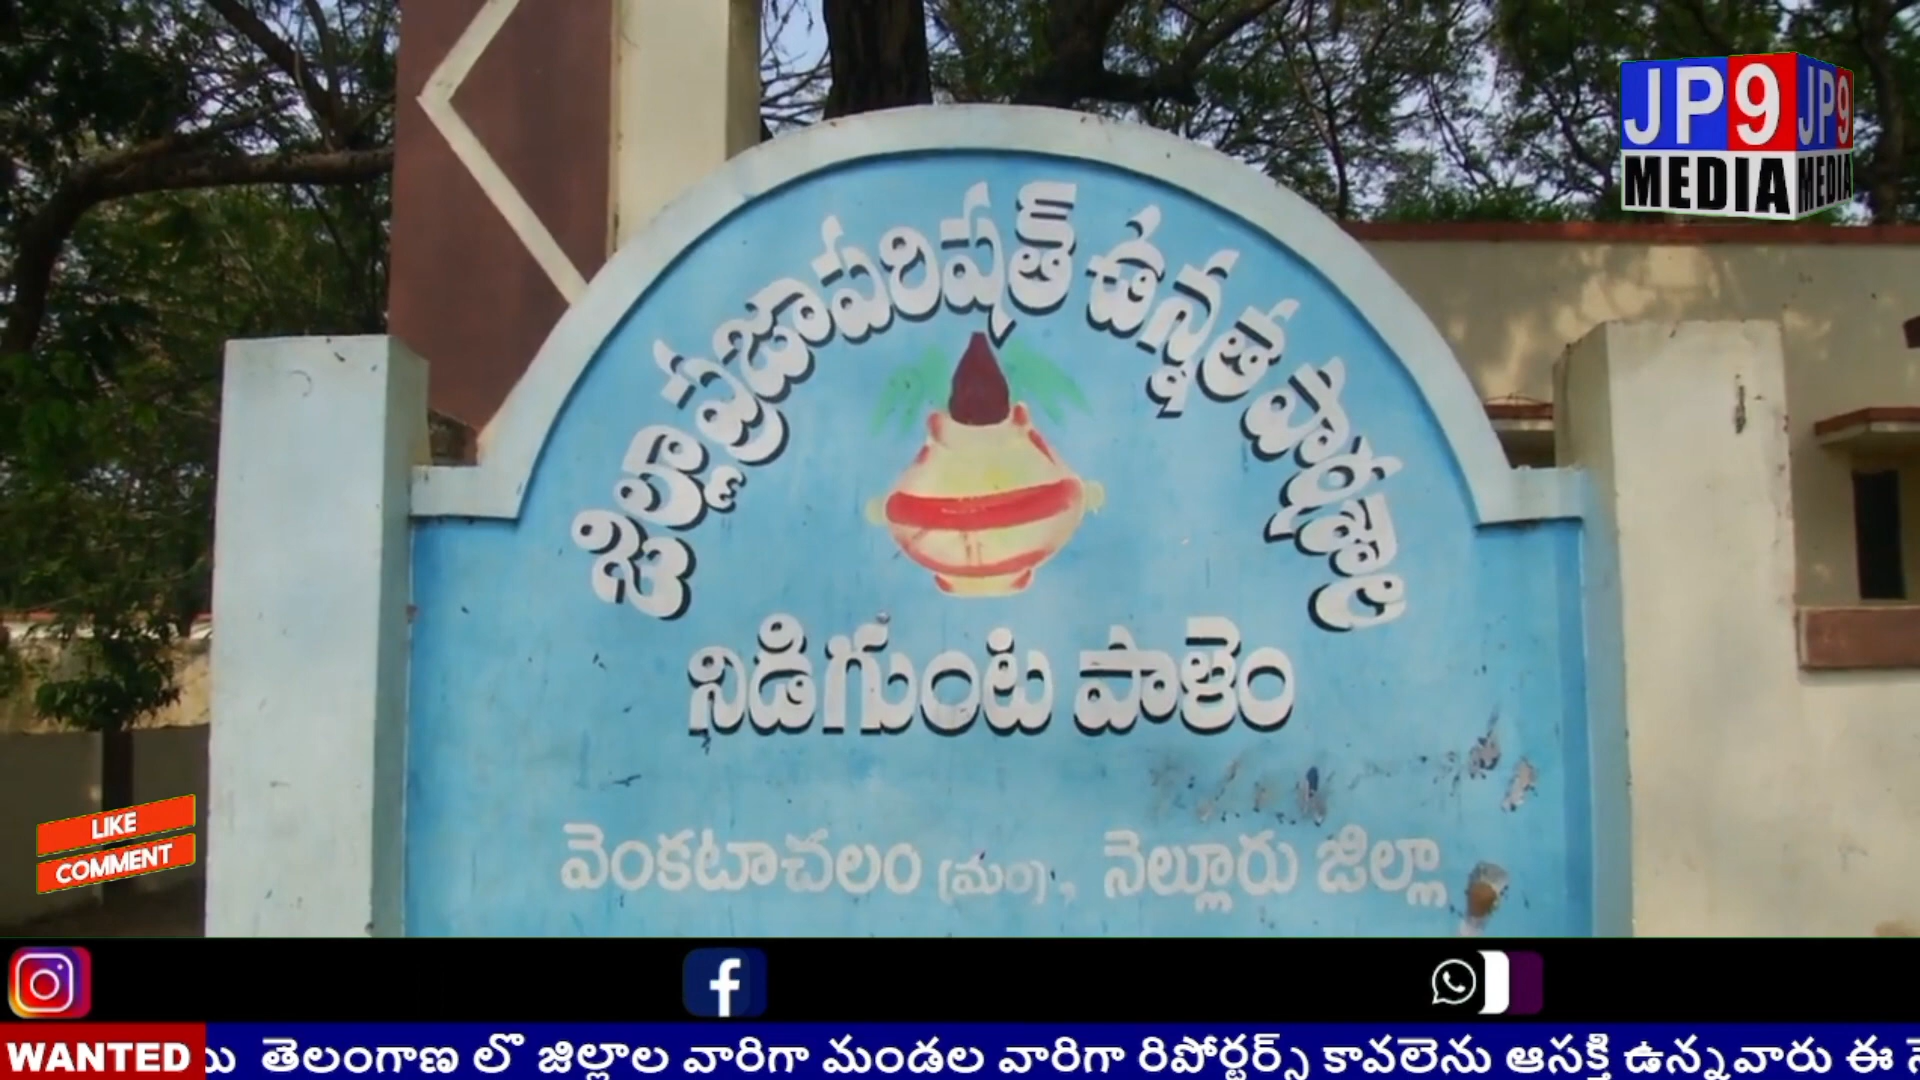 JP9 JP9
MEDIA MEDIA
జిల్లా ప్రజాపరిషత్ ఉన్నత పాఠశాల
నిడిగుంట పాళెం
వెంకటాచలం (మం), నెల్లూరు జిల్లా
LIKE
COMMENT
WANTED తెలంగాణ లొ జిల్లాల వారిగా మండల వారిగా రిపోర్టర్స్ కావలెను ఆసక్తి ఉన్నవారు ఈ